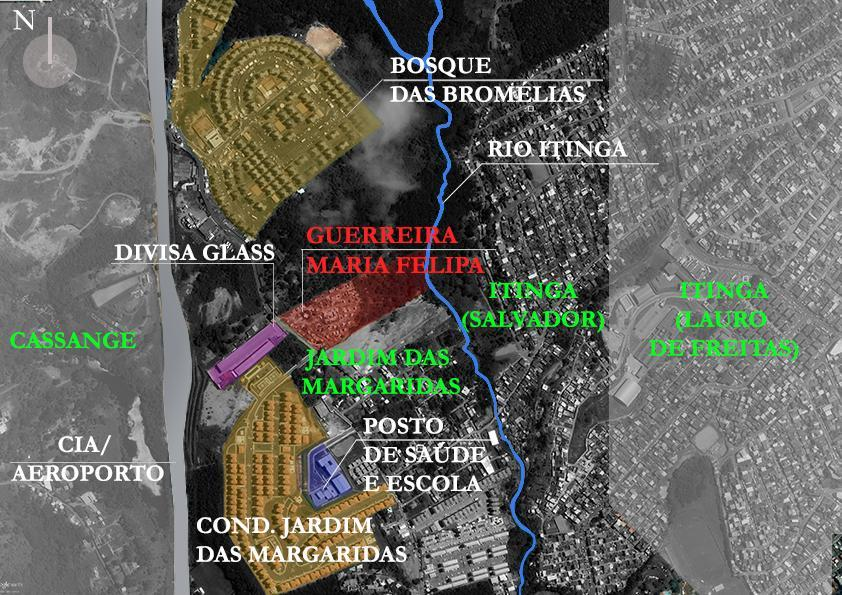 N
BOSQUE
DAS BROMÉLIAS
RIO ITINGA
DIVISA GLASS
GUERREIRA
MARIA FELIPA
ITINGA
(SALVADOR)
ITINGA
(LAURO
DE FREITAS)
CASSANGE
JARDIM DAS
MARGARIDAS
POSTO
DE SAÚDE
E ESCOLA
CIA/
AEROPORTO
COND. JARDIM
DAS MARGARIDAS